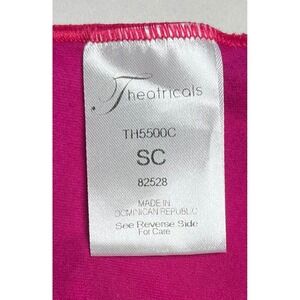 Theatricals
TH5500C
SC
82528
MADE IN
DOMINICAN REPUBLIC
See Reverse Side
For Care